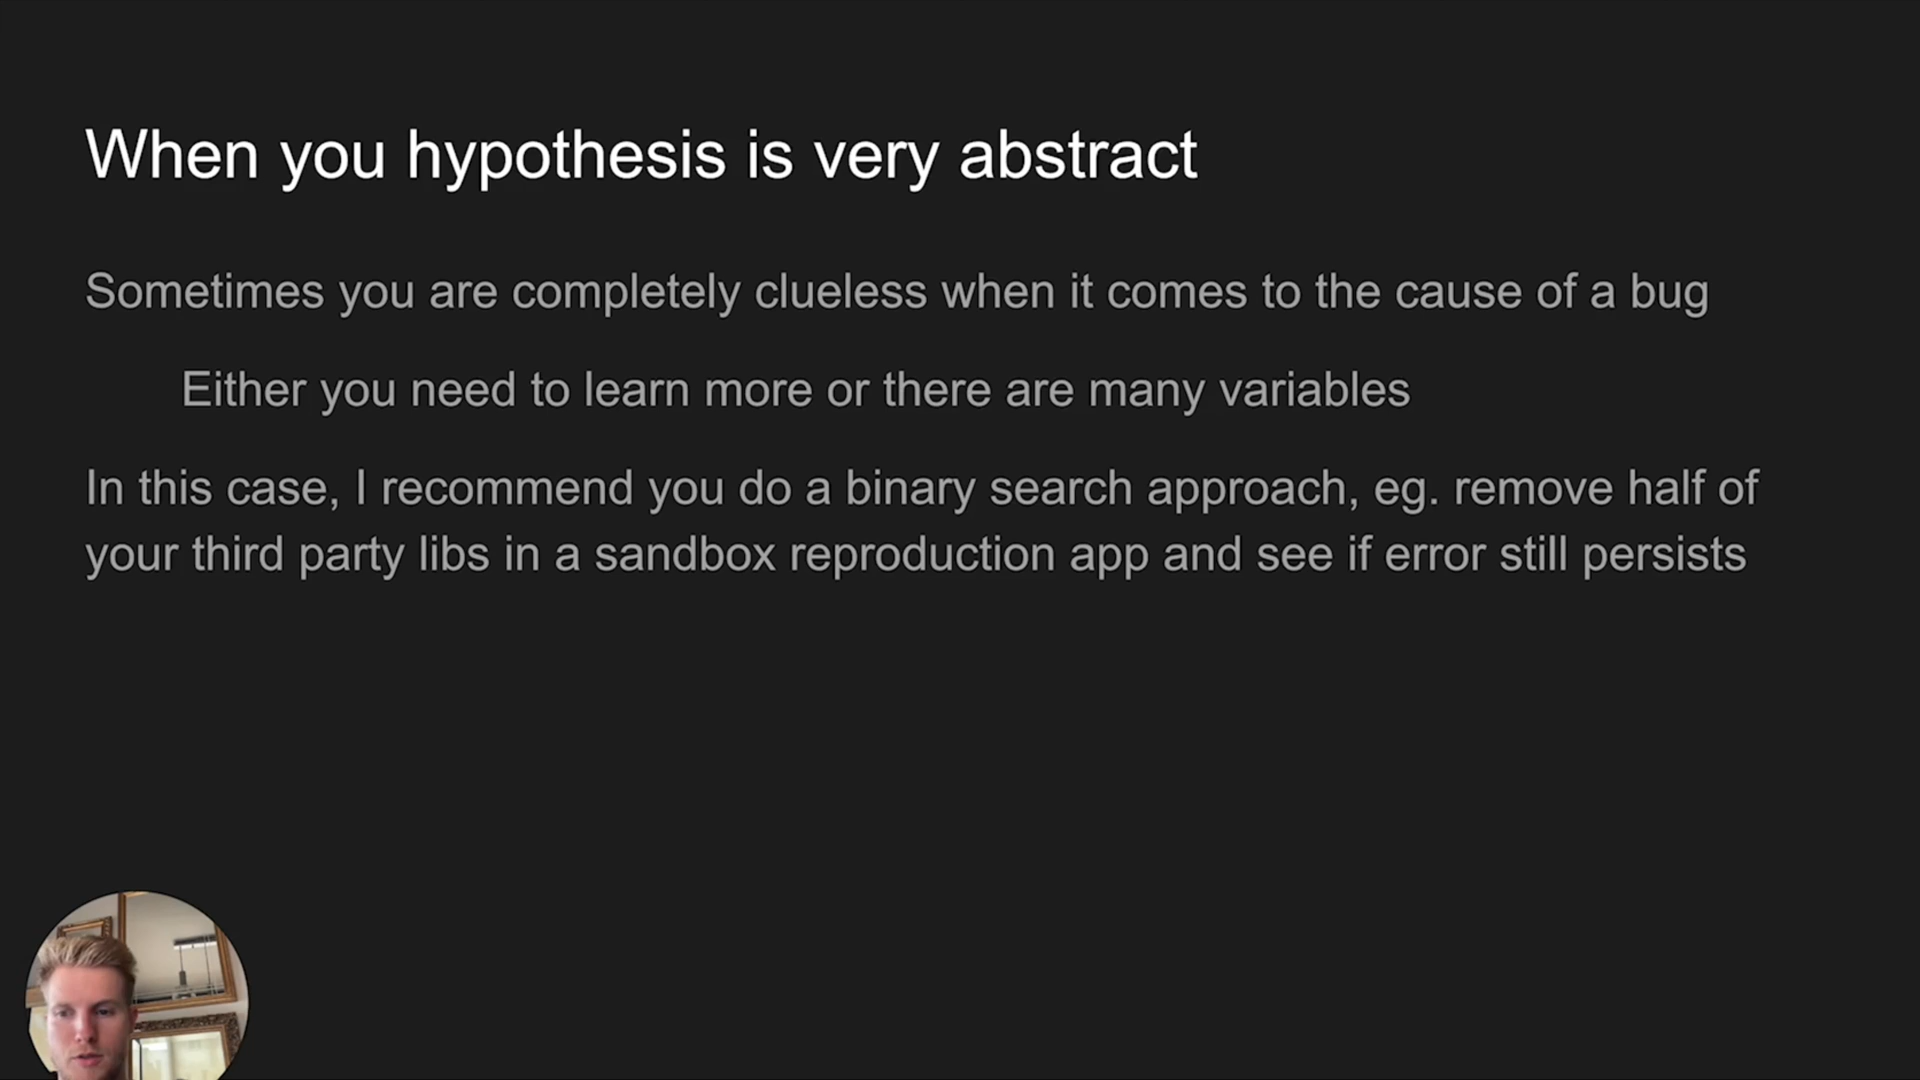 When you hypothesis is very abstract
Sometimes you are completely clueless when it comes to the cause of a bug
Either you need to learn more or there are many variables
In this case, I recommend you do a binary search approach, eg. remove half of
your third party libs in a sandbox reproduction app and see if error still persists